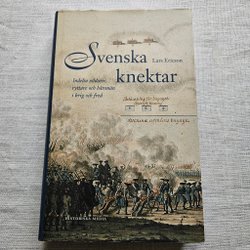 Svenska
Lars Ericson
knektar
Indelta soldater,
ryttare och båtsmän
i krig och fred
HISTORISKA MEDIA